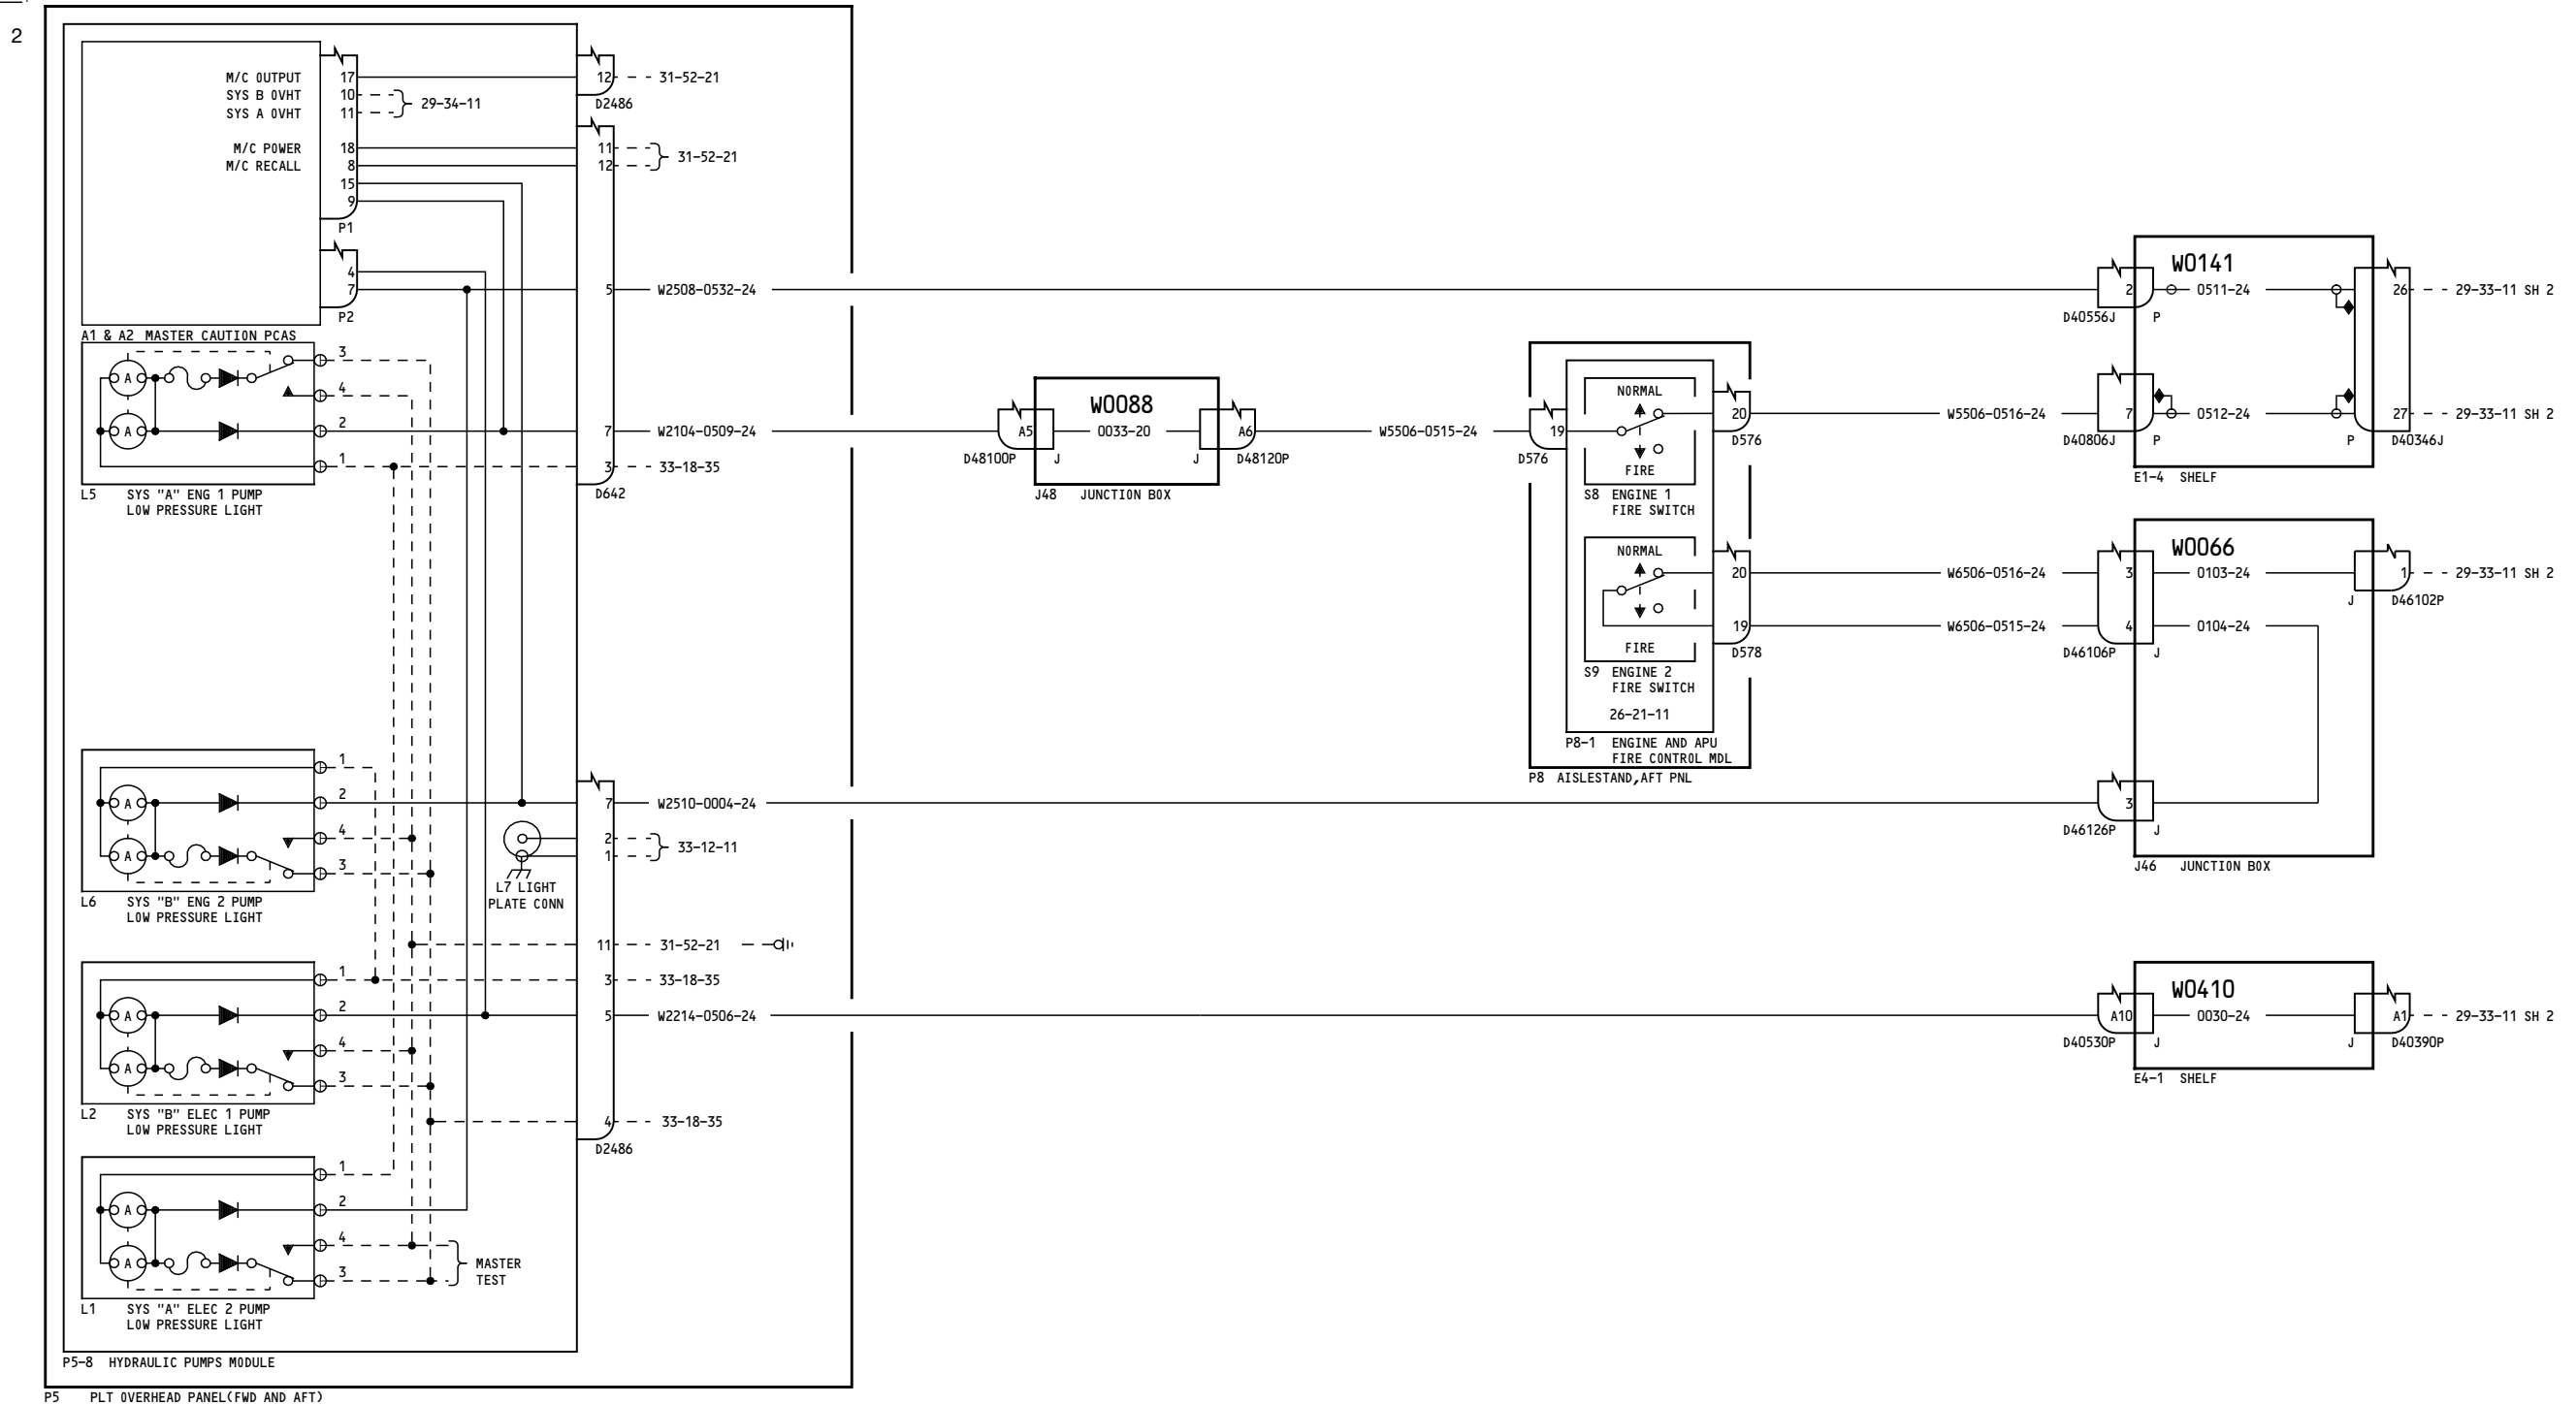 2
M/C OUTPUT 17
SYS B OVHT 10
SYS A OVHT 11
29-34-11
M/C POWER 18
M/C RECALL 8
15
9
P1
4
7
P2
A1 & A2 MASTER CAUTION PCAS
12 31-52-21
D2486
11
12
31-52-21
5 W2508-0532-24
7 W2104-0509-24
3 33-18-35
D642
A
A
3
4
2
1
L5 SYS "A" ENG 1 PUMP
LOW PRESSURE LIGHT
A
A
1
2
4
3
L6 SYS "B" ENG 2 PUMP
LOW PRESSURE LIGHT
L7 LIGHT
PLATE CONN
7 W2510-0004-24
2
1
33-12-11
11 31-52-21
3 33-18-35
5 W2214-0506-24
4 33-18-35
D2486
A
A
1
2
4
3
L2 SYS "B" ELEC 1 PUMP
LOW PRESSURE LIGHT
A
A
1
2
4
3
MASTER
TEST
L1 SYS "A" ELEC 2 PUMP
LOW PRESSURE LIGHT
P5-8 HYDRAULIC PUMPS MODULE
P5 PLT OVERHEAD PANEL(FWD AND AFT)
W0088
A5 0033-20 A6
D48100P J J D48120P
J48 JUNCTION BOX
W5506-0515-24
19
D576
NORMAL
FIRE
20
D576
S8 ENGINE 1
FIRE SWITCH
NORMAL
FIRE
20
19
D578
S9 ENGINE 2
FIRE SWITCH
26-21-11
P8-1 ENGINE AND APU
FIRE CONTROL MDL
P8 AISLESTAND,AFT PNL
W5506-0516-24
W6506-0516-24
W6506-0515-24
W0141
2 0511-24 26 29-33-11 SH 2
D40556J P
7 0512-24 27 29-33-11 SH 2
D40806J P P D40346J
E1-4 SHELF
W0066
3 0103-24 1 29-33-11 SH 2
J D46102P
4 0104-24
D46106P J
3
D46126P J
J46 JUNCTION BOX
W0410
A10 0030-24 A1 29-33-11 SH 2
D40530P J J D40390P
E4-1 SHELF